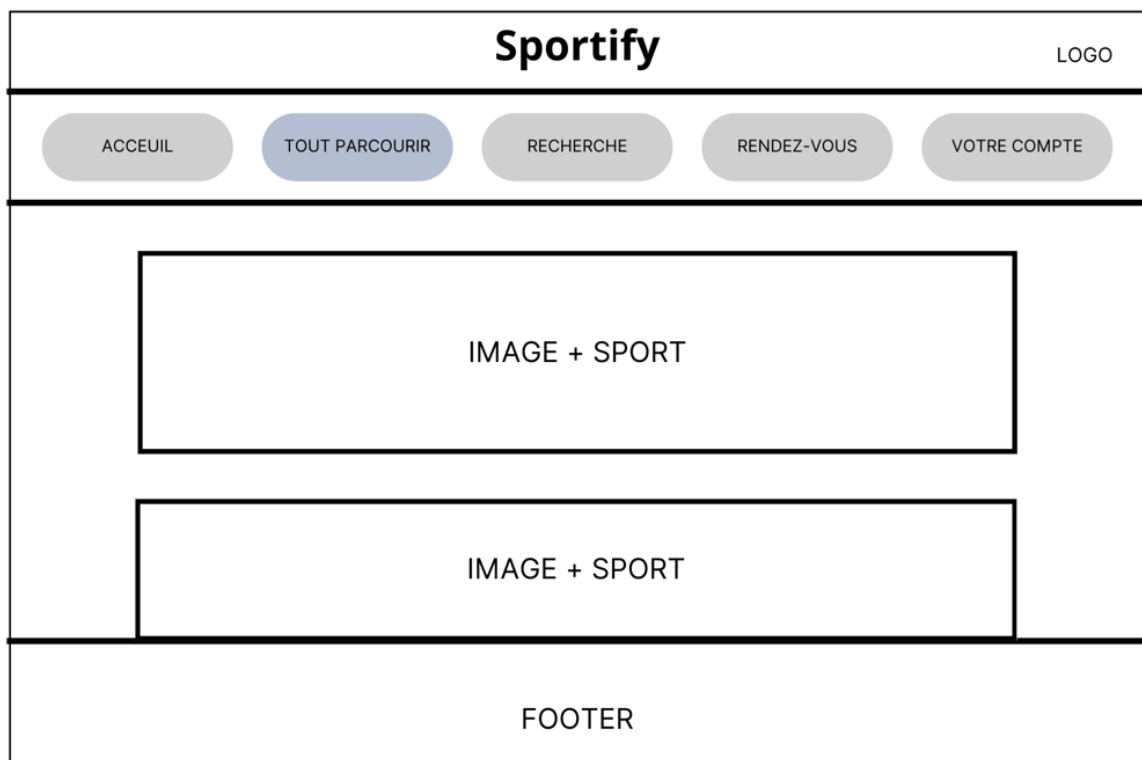 Sportify
LOGO
ACCEUIL
TOUT PARCOURIR
RECHERCHE
RENDEZ-VOUS
VOTRE COMPTE
IMAGE + SPORT
IMAGE + SPORT
FOOTER